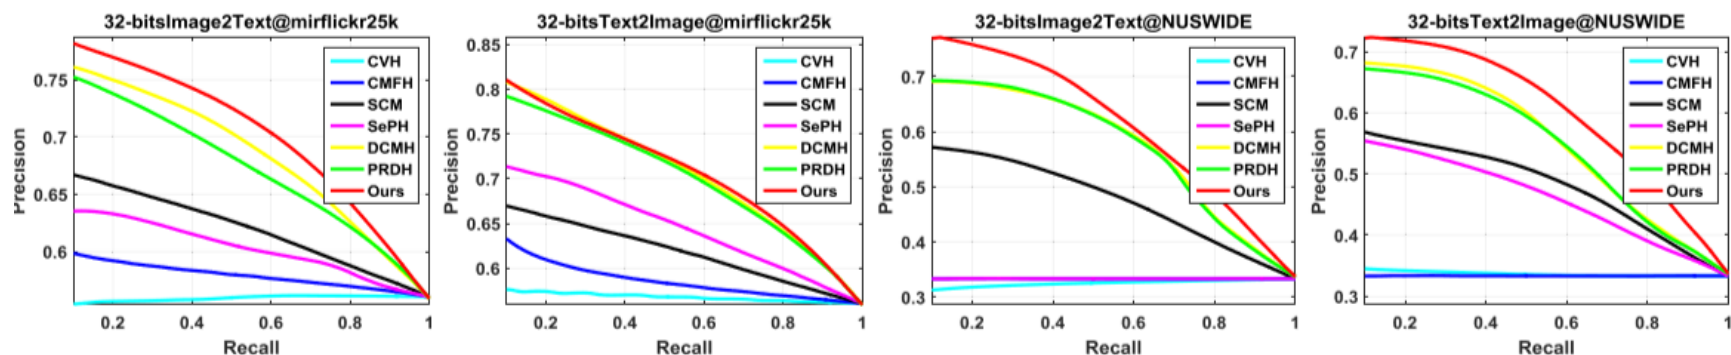 32-bitsImage2Text@mirflickr25k
Precision
0.75
0.7
0.65
0.6
0.2
0.4
0.6
0.8
1
Recall
CVH
CMFH
SCM
SePH
DCMH
PRDH
Ours
32-bitsText2Image@mirflickr25k
Precision
0.85
0.8
0.75
0.7
0.65
0.6
0.2
0.4
0.6
0.8
1
Recall
CVH
CMFH
SCM
SePH
DCMH
PRDH
Ours
32-bitsImage2Text@NUSWIDE
Precision
0.7
0.6
0.5
0.4
0.3
0.2
0.4
0.6
0.8
1
Recall
CVH
CMFH
SCM
SePH
DCMH
PRDH
Ours
32-bitsText2Image@NUSWIDE
Precision
0.7
0.6
0.5
0.4
0.3
0.2
0.4
0.6
0.8
1
Recall
CVH
CMFH
SCM
SePH
DCMH
PRDH
Ours